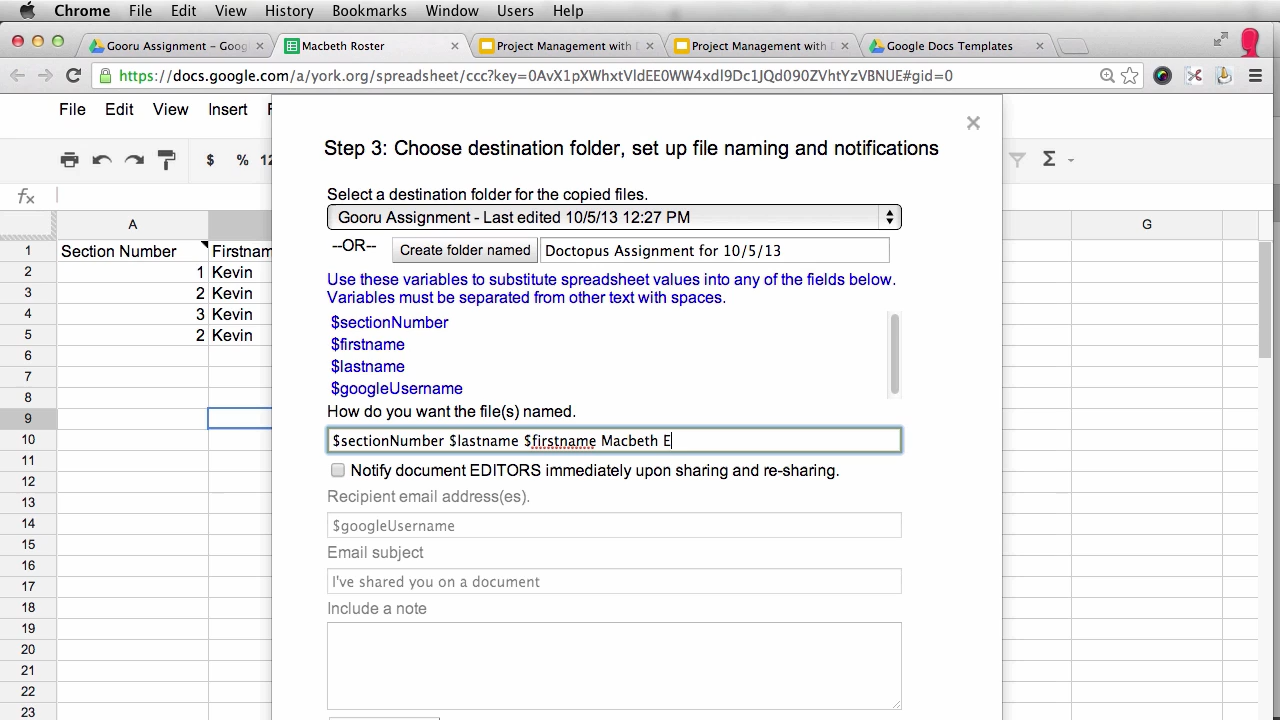 Chrome File Edit View History Bookmarks Window Users Help
Gooru Assignment – Goog × Macbeth Roster × Project Management with D × Project Management with D × Google Docs Templates ×
https://docs.google.com/a/york.org/spreadsheet/ccc?key=0AvX1pXWhxtVldEE0WW4xdl9Dc1JQd090ZVhtYzVBNUE#gid=0
File Edit View Insert F
$ % 12
fx
A G
1 Section Number Firstnam
2 1 Kevin
3 2 Kevin
4 3 Kevin
5 2 Kevin
6
7
8
9
10
11
12
13
14
15
16
17
18
19
20
21
22
23
Step 3: Choose destination folder, set up file naming and notifications
Select a destination folder for the copied files.
Gooru Assignment - Last edited 10/5/13 12:27 PM
--OR-- Create folder named Doctopus Assignment for 10/5/13
Use these variables to substitute spreadsheet values into any of the fields below.
Variables must be separated from other text with spaces.
$sectionNumber
$firstname
$lastname
$googleUsername
How do you want the file(s) named.
$sectionNumber $lastname $firstname Macbeth E
Notify document EDITORS immediately upon sharing and re-sharing.
Recipient email address(es).
$googleUsername
Email subject
I've shared you on a document
Include a note